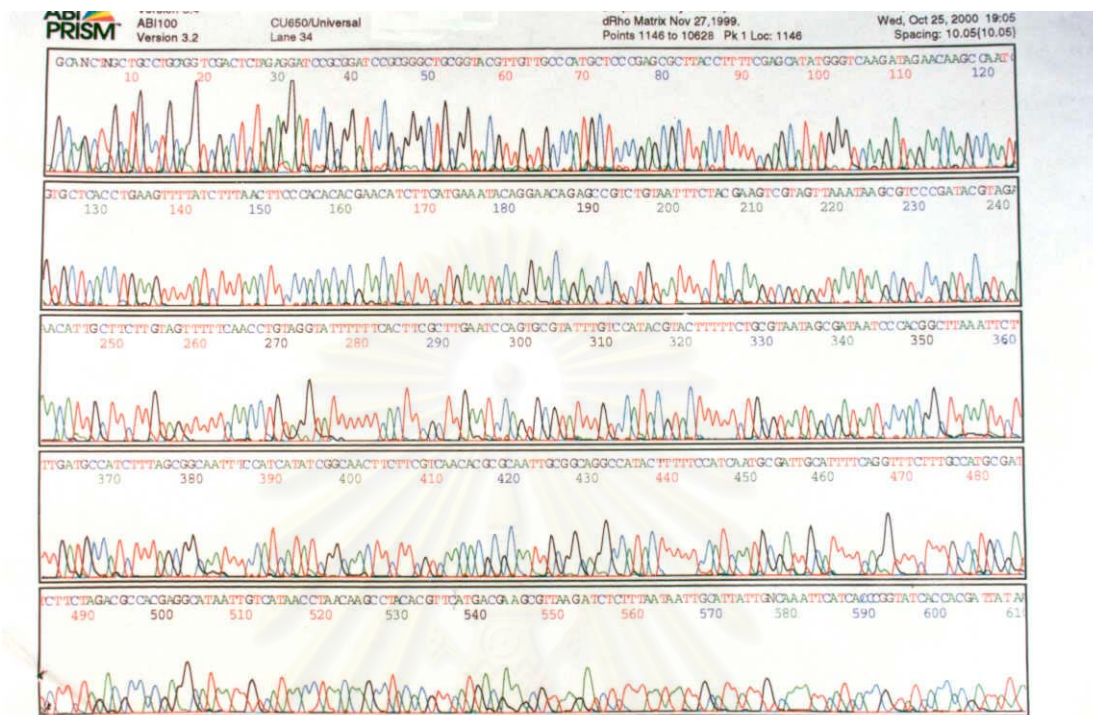 ABI PRISM
ABI100
Version 3.2
CU650/Universal
Lane 34
dRho Matrix Nov 27,1999.
Points 1146 to 10628 Pk 1 Loc: 1146
Wed, Oct 25, 2000 19:05
Spacing: 10.05{10.05}
GCANCTNGCTGCCTGCAGGTCGACTCTAGAGGATCCGCGGATCCGCGGGCTGCGGTACGTTGTTGCCCATGCTCCCGAGCGCTTACCTTTTCGAGCATATGGGTCAAGATAGAACAAGCCAATC
10 20 30 40 50 60 70 80 90 100 110 120
GTGCTCACCTGAAGTTTTATCTTTAACTTCCCACACACGAACATCTTCATGAAATACAGGAACAGAGCCGTCTGTAATTTCTACGAAGTCGTAGTTAAATAAGCGTCCCGATACGTAGA
130 140 150 160 170 180 190 200 210 220 230 240
AACATTGCTTCTTGTAGTTTTTCAACCTGTAGGTATTTTTTCACTTCGCTTGAATCCAGTGCGTATTTGTCCATACGTACTTTTTCTGCGTAATAGCGATAATCCCACGGCTTAAATTCT
250 260 270 280 290 300 310 320 330 340 350 360
TTGATGCCATCTTTAGCGGCAATTTCCATCATATCGGCAACTTCTTCGTCAACACGCGCAATTGCGGCAGGCCATACTTTTTCCATCAATGCGATTGCATTTTCAGGTTTCTTTGCCATGCGAT
370 380 390 400 410 420 430 440 450 460 470 480
TCTTCTAGACGCCACGAGGCATAATTGTCATAACCTAACAAGCCTACACGTTCATGACGAAGCGTTAAGATCTCTTTAATAATTGCATTATTGNCAAATTCATCACCCGGTATCACCACGATTATAA
490 500 510 520 530 540 550 560 570 580 590 600 610